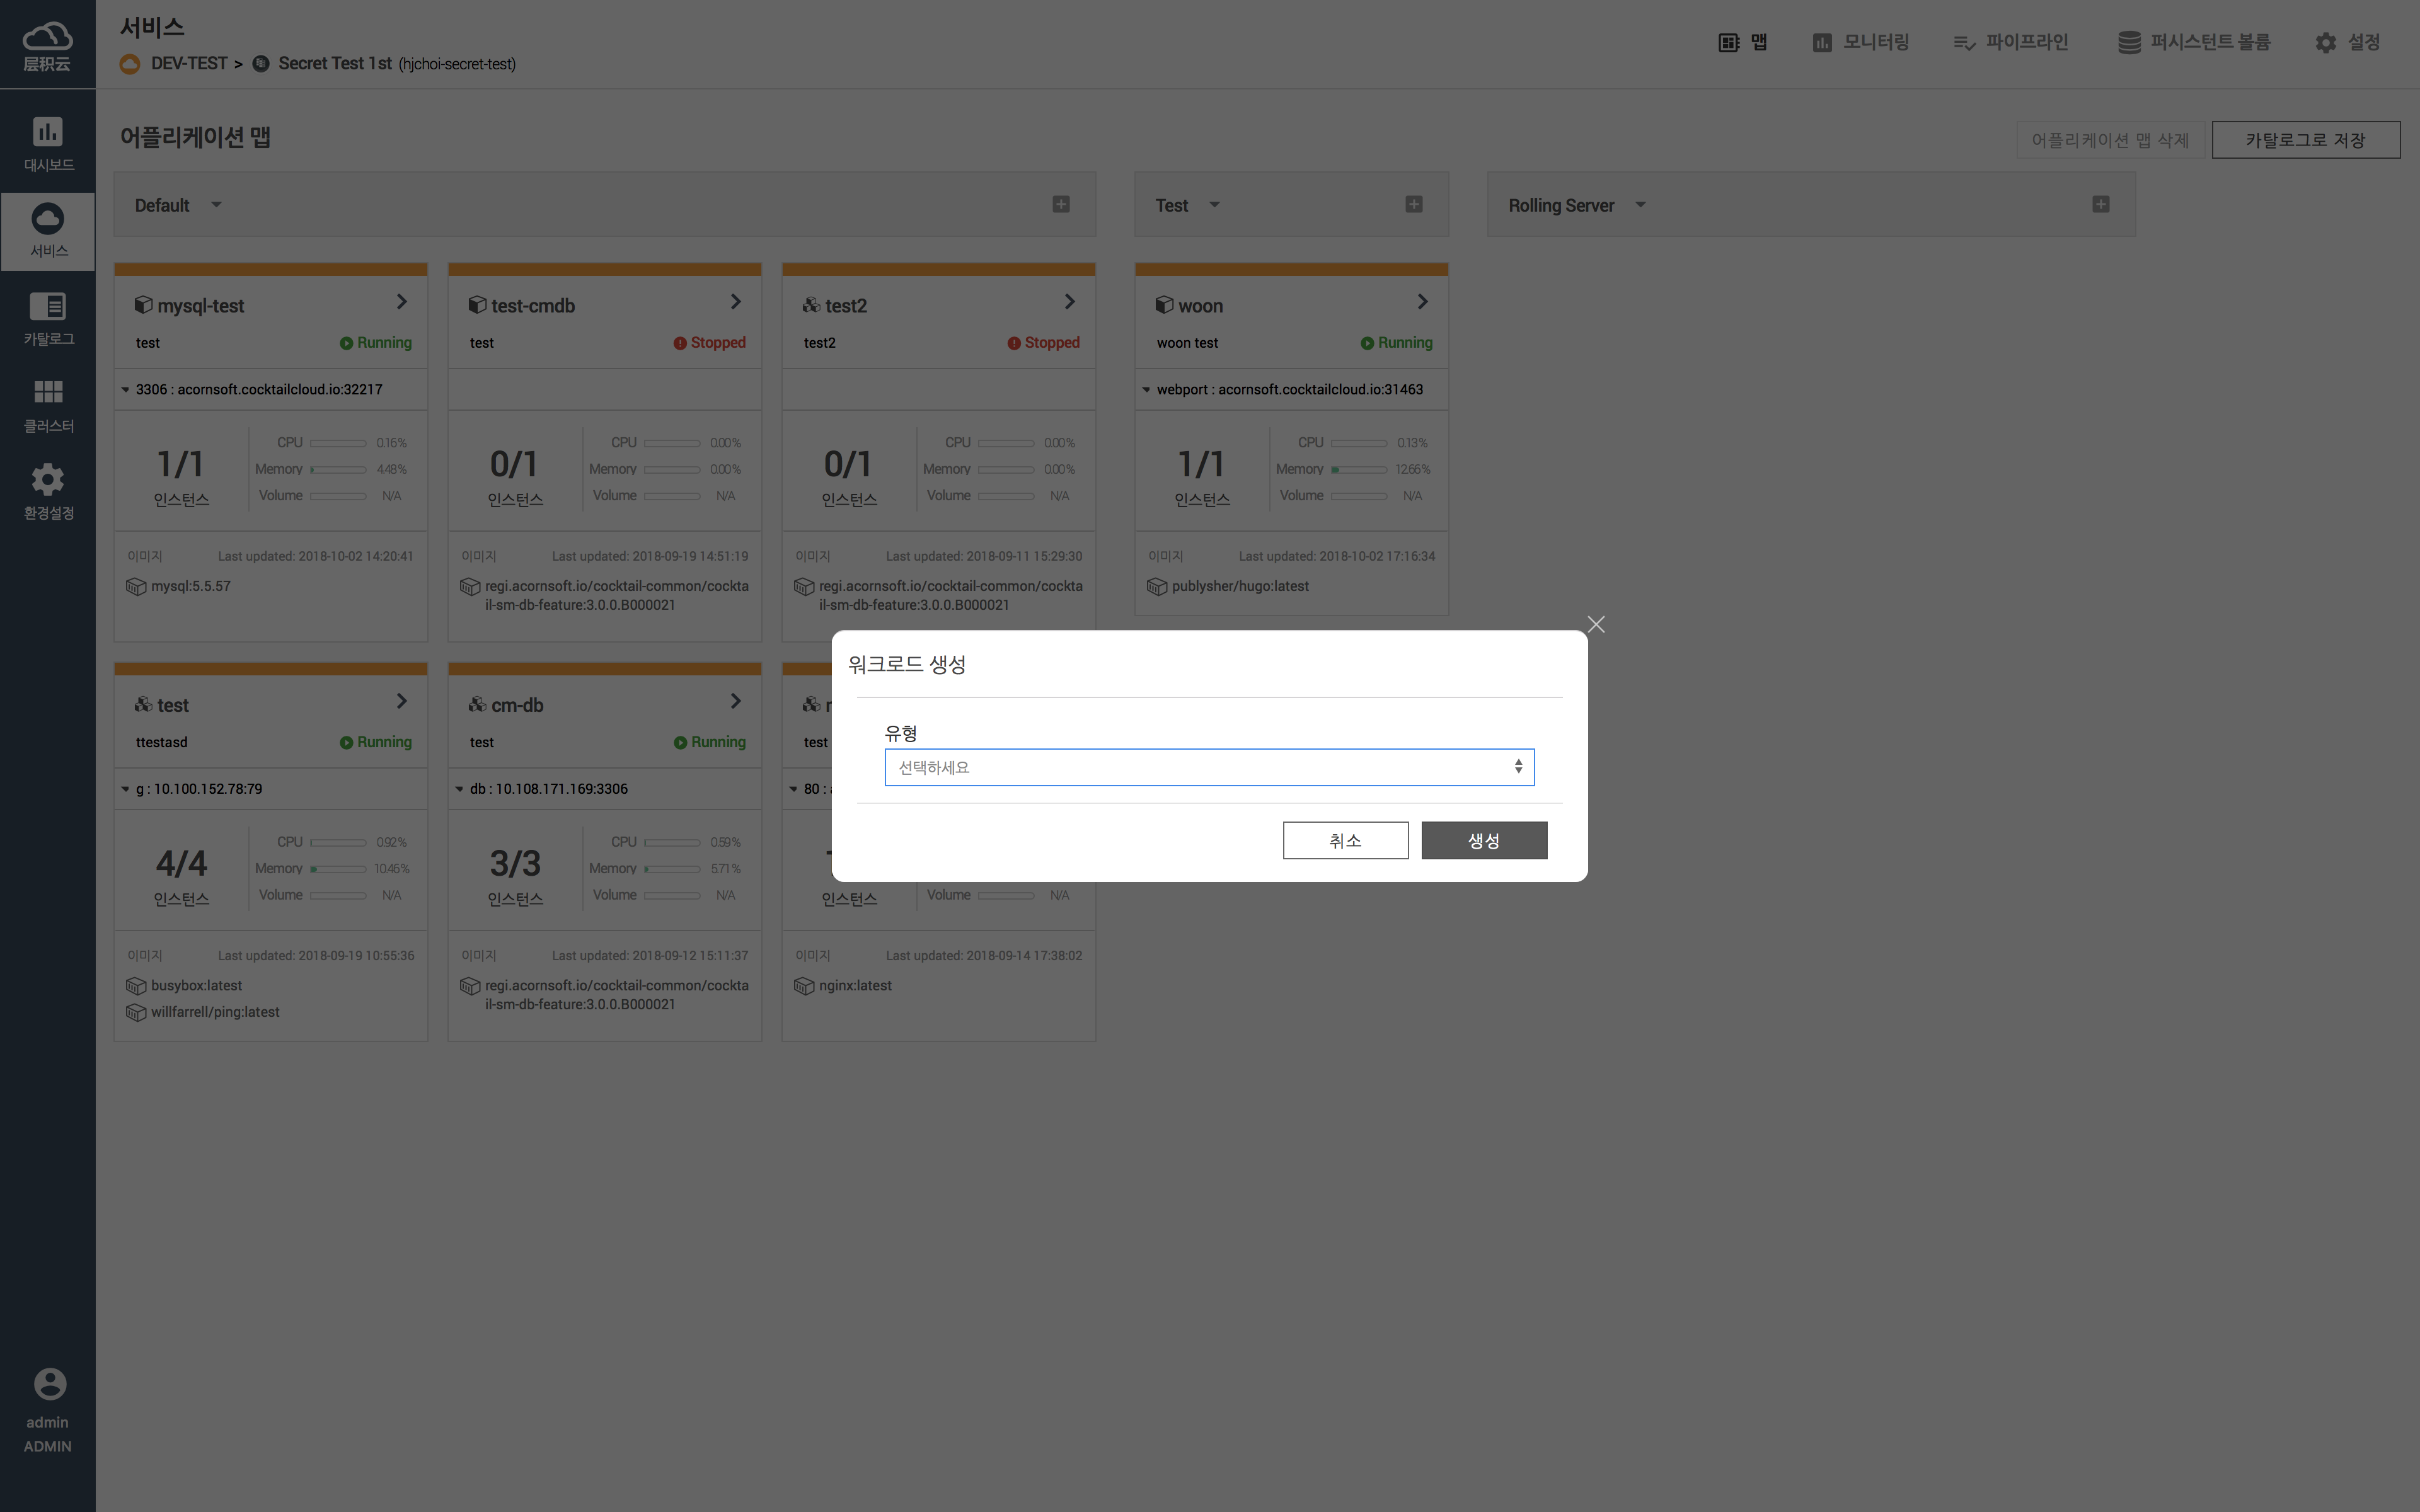 层积云
서비스
DEV-TEST > Secret Test 1st (hjchoi-secret-test)
맵
모니터링
파이프라인
퍼시스턴트 볼륨
설정
대시보드
서비스
카탈로그
클러스터
환경설정
admin
ADMIN
어플리케이션 맵
어플리케이션 맵 삭제
카탈로그로 저장
Default
Test
Rolling Server
mysql-test
test
Running
3306 : acornsoft.cocktailcloud.io:32217
1/1
인스턴스
CPU 0.16%
Memory 4.48%
Volume N/A
이미지 Last updated: 2018-10-02 14:20:41
mysql:5.5.57
test-cmdb
test
Stopped
0/1
인스턴스
CPU 0.00%
Memory 0.00%
Volume N/A
이미지 Last updated: 2018-09-19 14:51:19
regi.acornsoft.io/cocktail-common/cockta
il-sm-db-feature:3.0.0.B000021
test2
test2
Stopped
0/1
인스턴스
CPU 0.00%
Memory 0.00%
Volume N/A
이미지 Last updated: 2018-09-11 15:29:30
regi.acornsoft.io/cocktail-common/cockta
il-sm-db-feature:3.0.0.B000021
woon
woon test
Running
webport : acornsoft.cocktailcloud.io:31463
1/1
인스턴스
CPU 0.13%
Memory 12.66%
Volume N/A
이미지 Last updated: 2018-10-02 17:16:34
publysher/hugo:latest
test
ttestasd
Running
g : 10.100.152.78:79
4/4
인스턴스
CPU 0.92%
Memory 10.46%
Volume N/A
이미지 Last updated: 2018-09-19 10:55:36
busybox:latest
willfarrell/ping:latest
cm-db
test
Running
db : 10.108.171.169:3306
3/3
인스턴스
CPU 0.59%
Memory 5.71%
Volume N/A
이미지 Last updated: 2018-09-12 15:11:37
regi.acornsoft.io/cocktail-common/cockta
il-sm-db-feature:3.0.0.B000021
test
80 :
인스턴스
Volume N/A
이미지 Last updated: 2018-09-14 17:38:02
nginx:latest
워크로드 생성
유형
선택하세요
취소
생성